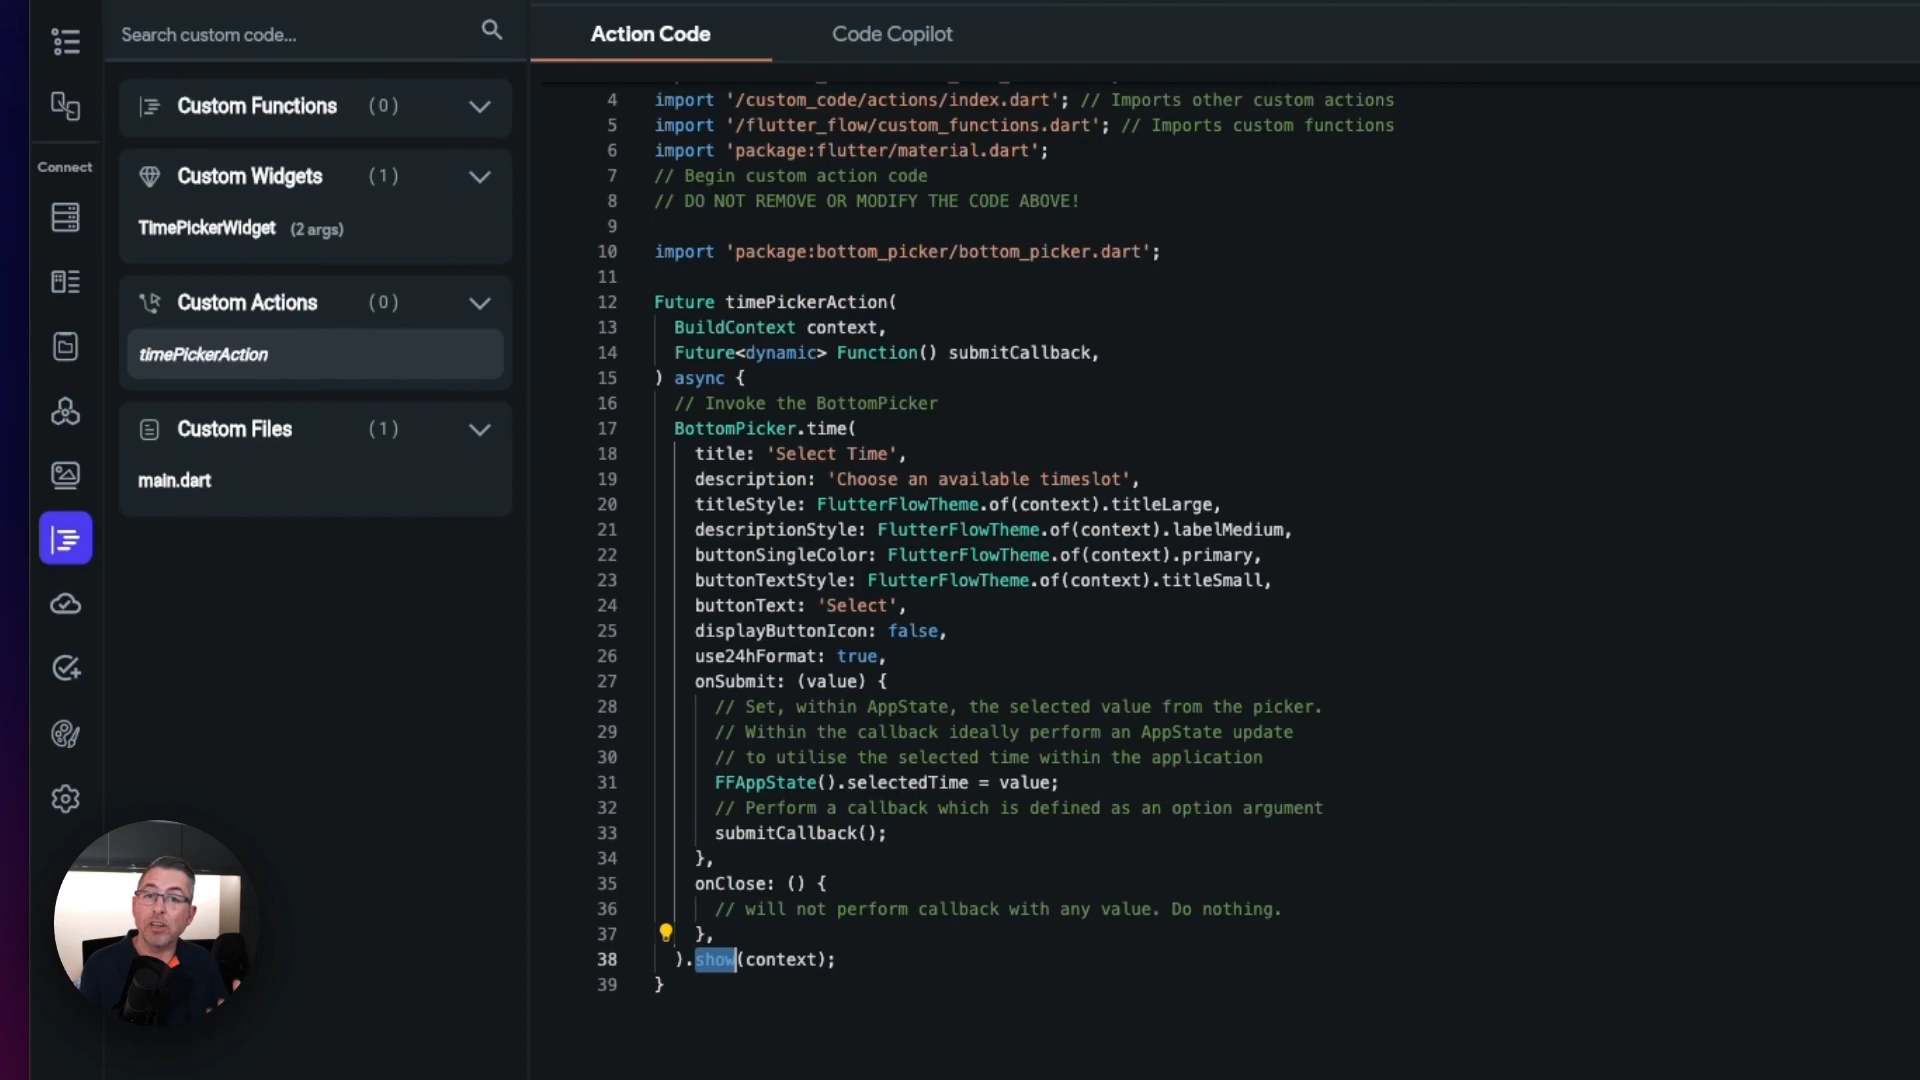 Search custom code...
Action Code
Code Copilot
Custom Functions (0)
Connect
Custom Widgets (1)
TimePickerWidget (2 args)
Custom Actions (0)
timePickerAction
Custom Files (1)
main.dart
4 import '/custom_code/actions/index.dart'; // Imports other custom actions
5 import '/flutter_flow/custom_functions.dart'; // Imports custom functions
6 import 'package:flutter/material.dart';
7 // Begin custom action code
8 // DO NOT REMOVE OR MODIFY THE CODE ABOVE!
9
10 import 'package:bottom_picker/bottom_picker.dart';
11
12 Future timePickerAction(
13 BuildContext context,
14 Future<dynamic> Function() submitCallback,
15 ) async {
16 // Invoke the BottomPicker
17 BottomPicker.time(
18 title: 'Select Time',
19 description: 'Choose an available timeslot',
20 titleStyle: FlutterFlowTheme.of(context).titleLarge,
21 descriptionStyle: FlutterFlowTheme.of(context).labelMedium,
22 buttonSingleColor: FlutterFlowTheme.of(context).primary,
23 buttonTextStyle: FlutterFlowTheme.of(context).titleSmall,
24 buttonText: 'Select',
25 displayButtonIcon: false,
26 use24hFormat: true,
27 onSubmit: (value) {
28 // Set, within AppState, the selected value from the picker.
29 // Within the callback ideally perform an AppState update
30 // to utilise the selected time within the application
31 FFAppState().selectedTime = value;
32 // Perform a callback which is defined as an option argument
33 submitCallback();
34 },
35 onClose: () {
36 // will not perform callback with any value. Do nothing.
37 },
38 ).show(context);
39 }